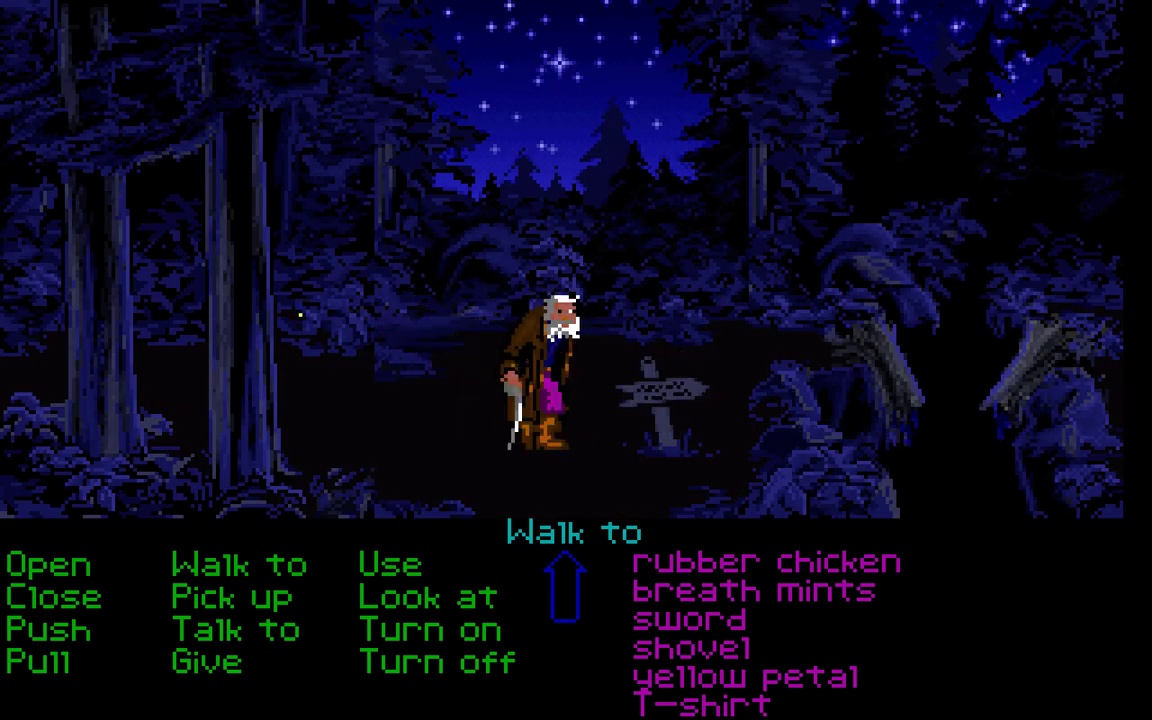 Walk to
Open Walk to Use
Close Pick up Look at
Push Talk to Turn on
Pull Give Turn off
rubber chicken
breath mints
sword
shovel
yellow petal
T-shirt